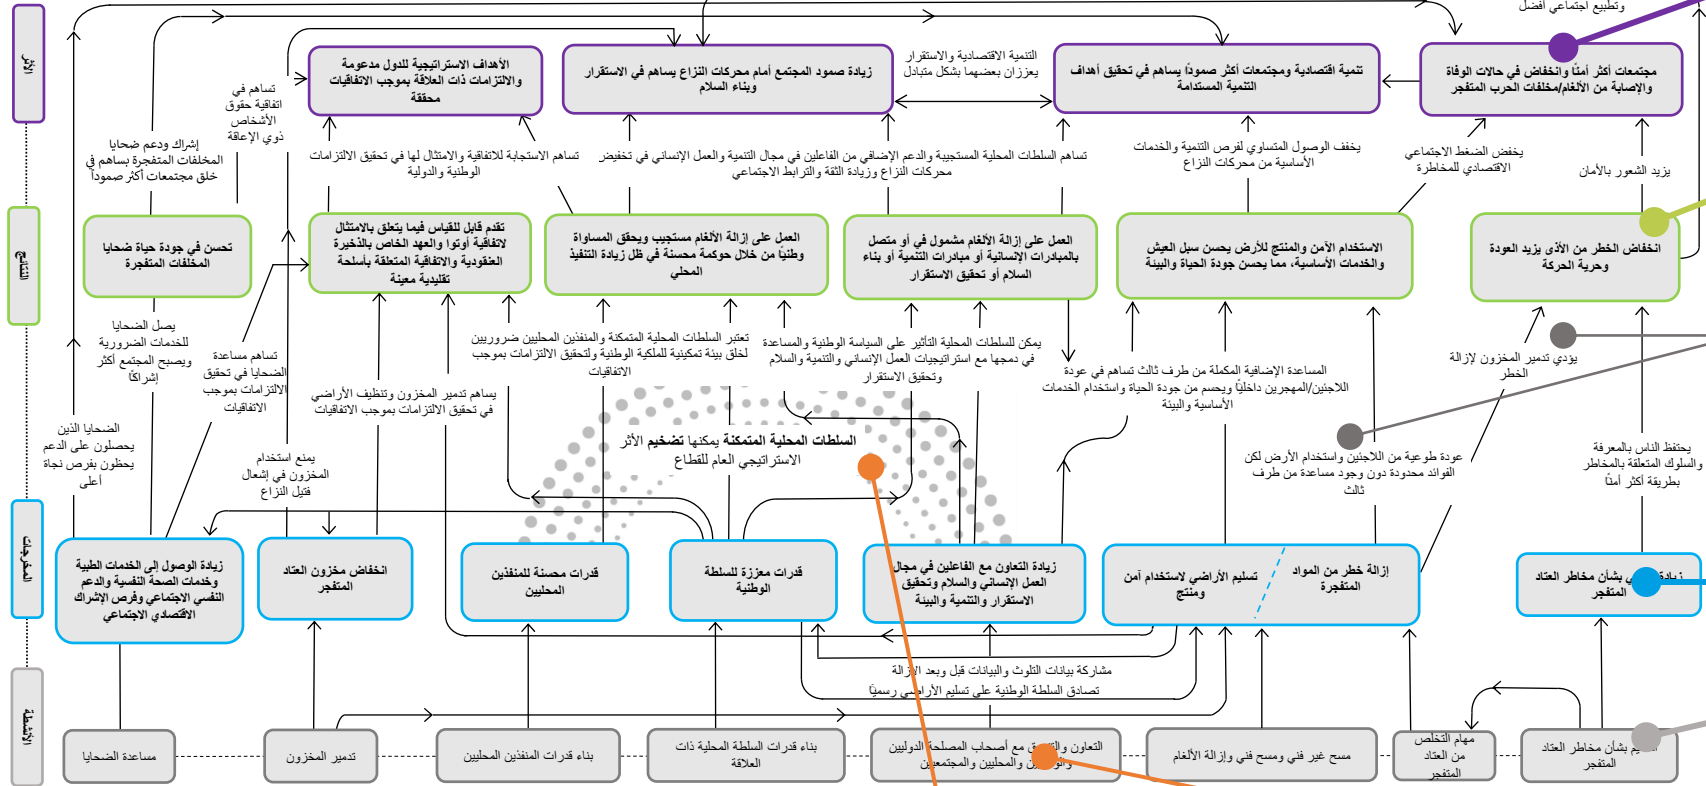 وتطبيع اجتماعي أفضل
الأثر
مجتمعات أكثر أمنًا وانخفاض في حالات الوفاة
والإصابة من الألغام/مخلفات الحرب المتفجر
تنمية اقتصادية ومجتمعات أكثر صمودًا يساهم في تحقيق أهداف
التنمية المستدامة
التنمية الاقتصادية والاستقرار
يعززان بعضهما بشكل متبادل
زيادة صمود المجتمع أمام محركات النزاع يساهم في الاستقرار
وبناء السلام
الأهداف الاستراتيجية للدول مدعومة
والالتزامات ذات العلاقة بموجب الاتفاقيات
محققة
تساهم في
اتفاقية حقوق
الأشخاص
ذوي الإعاقة
إشراك ودعم ضحايا
المخلفات المتفجرة يساهم في
خلق مجتمعات أكثر صموداً
يزيد الشعور بالأمان
يخفض الضغط الاجتماعي
الاقتصادي للمخاطرة
يخفف الوصول المتساوي لفرص التنمية والخدمات
الأساسية من محركات النزاع
تساهم السلطات المحلية المستجيبة والدعم الإضافي من الفاعلين في مجال التنمية والعمل الإنساني في تخفيض
محركات النزاع وزيادة الثقة والترابط الاجتماعي
تساهم الاستجابة للاتفاقية والامتثال لها في تحقيق الالتزامات
الوطنية والدولية
النتائج
انخفاض الخطر من الأذى يزيد العودة
وحرية الحركة
الاستخدام الآمن والمنتج للأرض يحسن سبل العيش
والخدمات الأساسية، مما يحسن جودة الحياة والبيئة
العمل على إزالة الألغام مشمول في أو متصل
بالمبادرات الإنسانية أو مبادرات التنمية أو بناء
السلام أو تحقيق الاستقرار
العمل على إزالة الألغام مستجيب ويحقق المساواة
وطنيًا من خلال حوكمة محسنة في ظل زيادة التنفيذ
المحلي
تقدم قابل للقياس فيما يتعلق بالامتثال
لاتفاقية أوتوا والعهد الخاص بالذخيرة
العنقودية والاتفاقية المتعلقة بأسلحة
تقليدية معينة
تحسن في جودة حياة ضحايا
المخلفات المتفجرة
يؤدي تدمير المخزون لإزالة
الخطر
المساعدة الإضافية المكملة من طرف ثالث تساهم في عودة
اللاجئين/المهجرين داخليًا ويحسم من جودة الحياة واستخدام الخدمات
الأساسية والبيئة
يمكن للسلطات المحلية التأثير على السياسة الوطنية والمساعدة
في دمجها مع استراتيجيات العمل الإنساني والتنمية والسلام
وتحقيق الاستقرار
تعتبر السلطات المحلية المتمكنة والمنفذين المحليين ضروريين
لخلق بيئة تمكينية للملكية الوطنية ولتحقيق الالتزامات بموجب
الاتفاقيات
يساهم تدمير المخزون وتنظيف الأراضي
في تحقيق الالتزامات بموجب الاتفاقيات
تساهم مساعدة
الضحايا في تحقيق
الالتزامات بموجب
الاتفاقيات
يصل الضحايا
للخدمات الضرورية
ويصبح المجتمع أكثر
إشراكًا
الضحايا الذين
يحصلون على الدعم
يحظون بفرص نجاة
أعلى
يمنع استخدام
المخزون في إشعال
فتيل النزاع
السلطات المحلية المتمكنة يمكنها تضخيم الأثر
الاستراتيجي العام للقطاع
عودة طوعية من اللاجئين واستخدام الأرض لكن
الفوائد محدودة دون وجود مساعدة من طرف
ثالث
يحتفظ الناس بالمعرفة
والسلوك المتعلقة بالمخاطر
بطريقة أكثر أمنًا
المخرجات
زيادة بشأن مخاطر العتاد
المتفجر
إزالة خطر من المواد
المتفجرة
تسليم الأراضي لاستخدام آمن
ومنتج
زيادة التعاون مع الفاعلين في مجال
العمل الإنساني والسلام وتحقيق
الاستقرار والتنمية والبيئة
قدرات معززة للسلطة
الوطنية
قدرات محسنة للمنفذين
المحليين
انخفاض مخزون العتاد
المتفجر
زيادة الوصول إلى الخدمات الطبية
وخدمات الصحة النفسية والدعم
النفسي الاجتماعي وفرص الإشراك
الاقتصادي الاجتماعي
مشاركة بيانات التلوث والبيانات قبل وبعد الإزالة
تصادق السلطة الوطنية على تسليم الأراضي رسميًا
الأنشطة
بشأن مخاطر العتاد
المتفجر
مهام التخلص
من العتاد
المتفجر
مسح غير فني ومسح فني وإزالة الألغام
التعاون مع أصحاب المصلحة الدوليين
والمحليين والمجتمعين
بناء قدرات السلطة المحلية ذات
العلاقة
بناء قدرات المنفذين المحليين
تدمير المخزون
مساعدة الضحايا